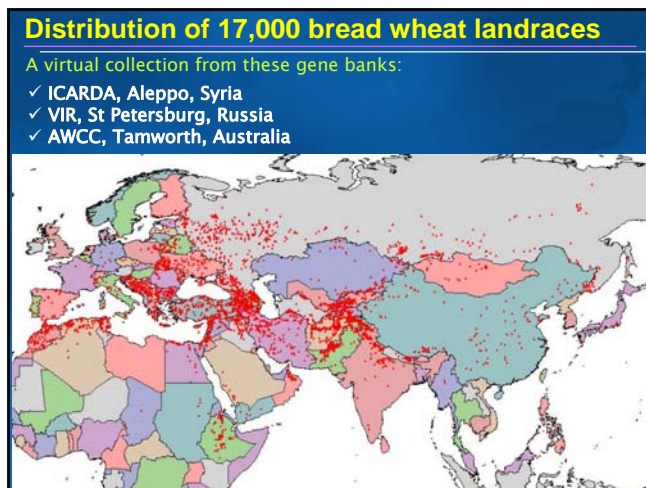 Distribution of 17,000 bread wheat landraces
A virtual collection from these gene banks:
✓ ICARDA, Aleppo, Syria
✓ VIR, St Petersburg, Russia
✓ AWCC, Tamworth, Australia